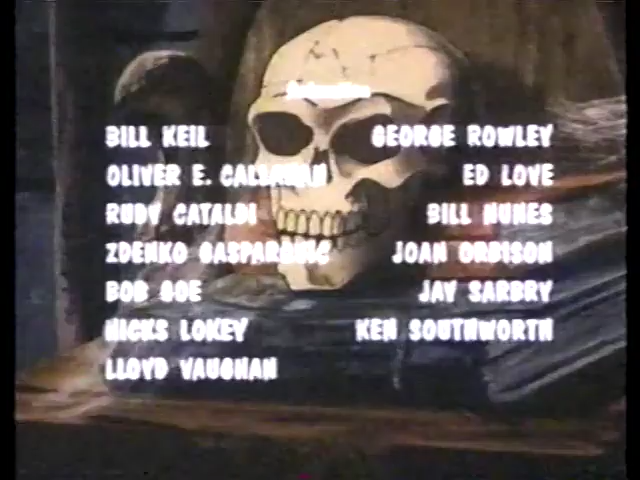 Animation
BILL KEIL GEORGE ROWLEY
OLIVER E. CALLAHAN ED LOVE
RUDY CATALDI BILL NUNES
ZDENKO GASPAROVIC JOAN ORBISON
BOB GOE JAY SARBRY
HICKS LOKEY KEN SOUTHWORTH
LLOYD VAUGHAN